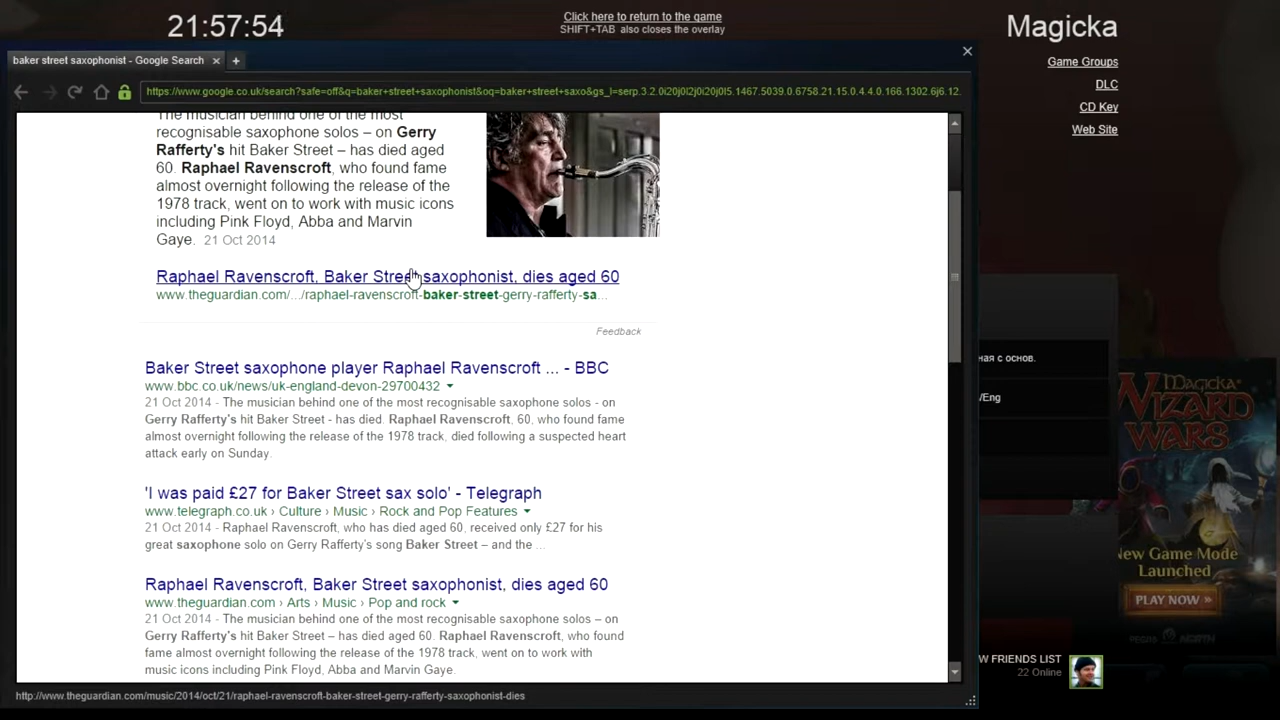 21:57:54
Click here to return to the game
SHIFT+TAB also closes the overlay
Magicka
Game Groups
DLC
CD Key
Web Site
baker street saxophonist - Google Search
https://www.google.co.uk/search?safe=off&q=baker+street+saxophonist&oq=baker+street+saxo&gs_l=serp.3.2.0i20j0l2j0i20j0l5.1467.5039.0.6758.21.15.0.4.4.0.166.1302.6j6.12.
The musician behind one of the most
recognisable saxophone solos – on Gerry
Rafferty's hit Baker Street – has died aged
60. Raphael Ravenscroft, who found fame
almost overnight following the release of the
1978 track, went on to work with music icons
including Pink Floyd, Abba and Marvin
Gaye. 21 Oct 2014
Raphael Ravenscroft, Baker Street saxophonist, dies aged 60
www.theguardian.com/.../raphael-ravenscroft-baker-street-gerry-rafferty-sa...
Feedback
Baker Street saxophone player Raphael Ravenscroft ... - BBC
www.bbc.co.uk/news/uk-england-devon-29700432
21 Oct 2014 - The musician behind one of the most recognisable saxophone solos - on
Gerry Rafferty's hit Baker Street - has died. Raphael Ravenscroft, 60, who found fame
almost overnight following the release of the 1978 track, died following a suspected heart
attack early on Sunday.
'I was paid £27 for Baker Street sax solo' - Telegraph
www.telegraph.co.uk › Culture › Music › Rock and Pop Features
21 Oct 2014 - Raphael Ravenscroft, who has died aged 60, received only £27 for his
great saxophone solo on Gerry Rafferty's song Baker Street – and the ...
Raphael Ravenscroft, Baker Street saxophonist, dies aged 60
www.theguardian.com › Arts › Music › Pop and rock
21 Oct 2014 - The musician behind one of the most recognisable saxophone solos – on
Gerry Rafferty's hit Baker Street – has died aged 60. Raphael Ravenscroft, who found
fame almost overnight following the release of the 1978 track, went on to work with
music icons including Pink Floyd, Abba and Marvin Gaye.
http://www.theguardian.com/music/2014/oct/21/raphael-ravenscroft-baker-street-gerry-rafferty-saxophonist-dies
ная с основ.
/Eng
MAGICKA
WIZARD
WARS
New Game Mode
Launched
PLAY NOW »
W FRIENDS LIST
22 Online